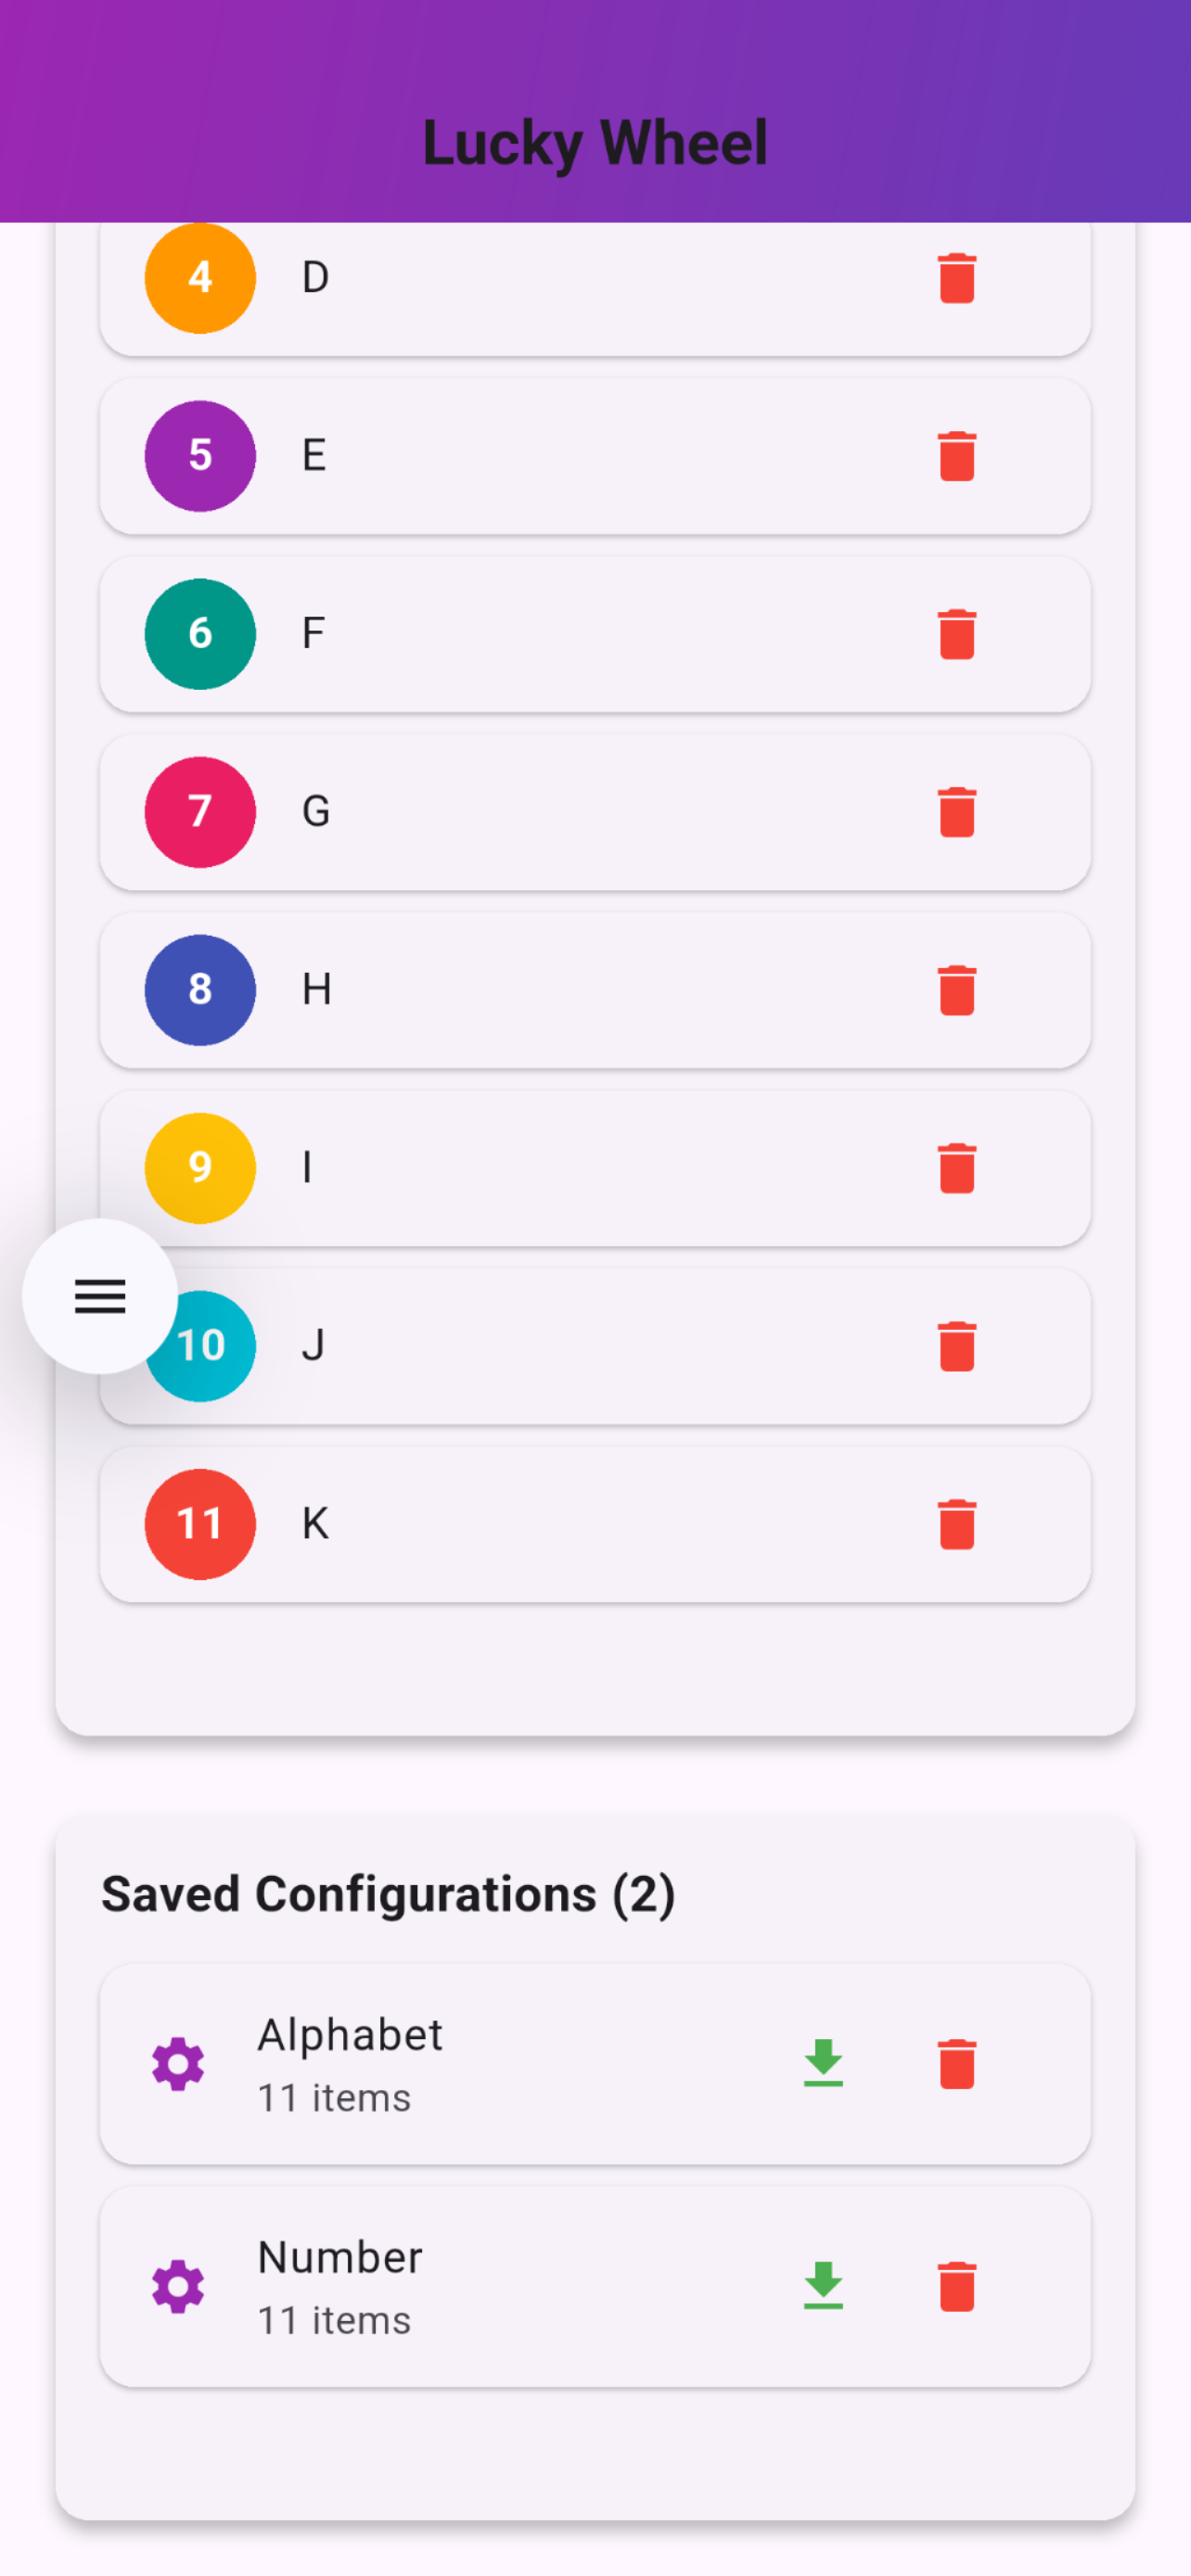 Lucky Wheel
4 D
5 E
6 F
7 G
8 H
9 I
10 J
11 K
Saved Configurations (2)
Alphabet
11 items
Number
11 items